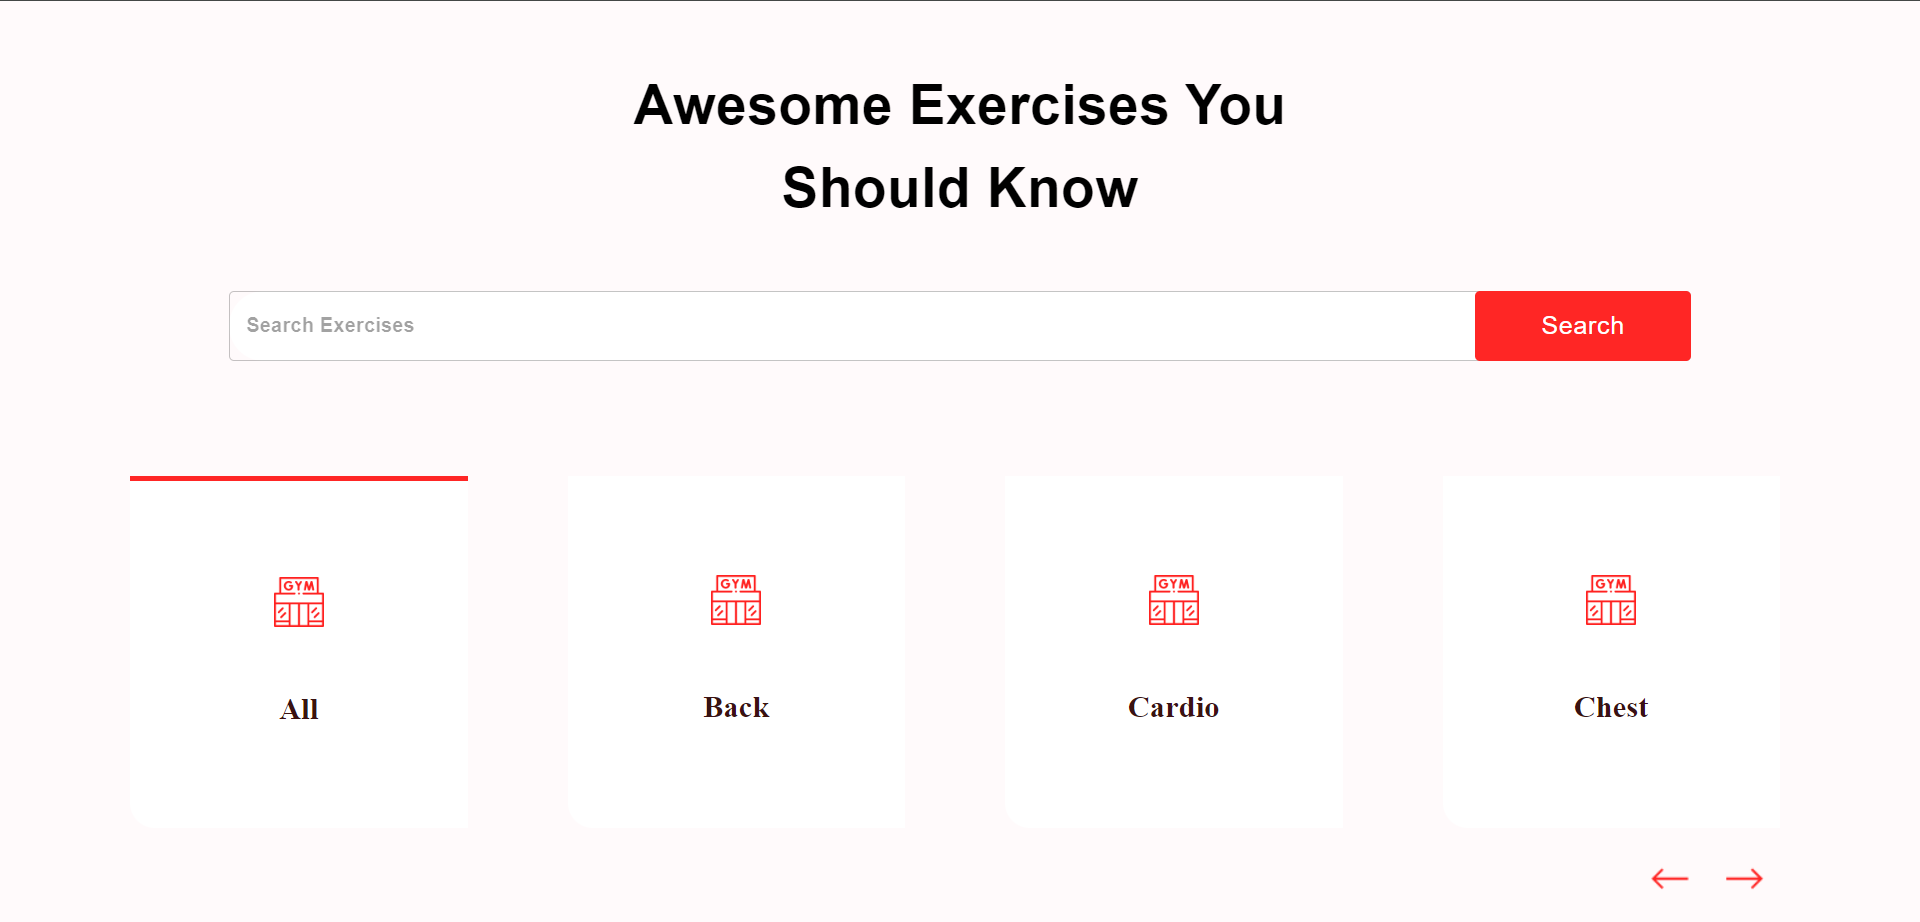 Awesome Exercises You
Should Know
Search Exercises
Search
GYM
GYM
GYM
GYM
All
Back
Cardio
Chest